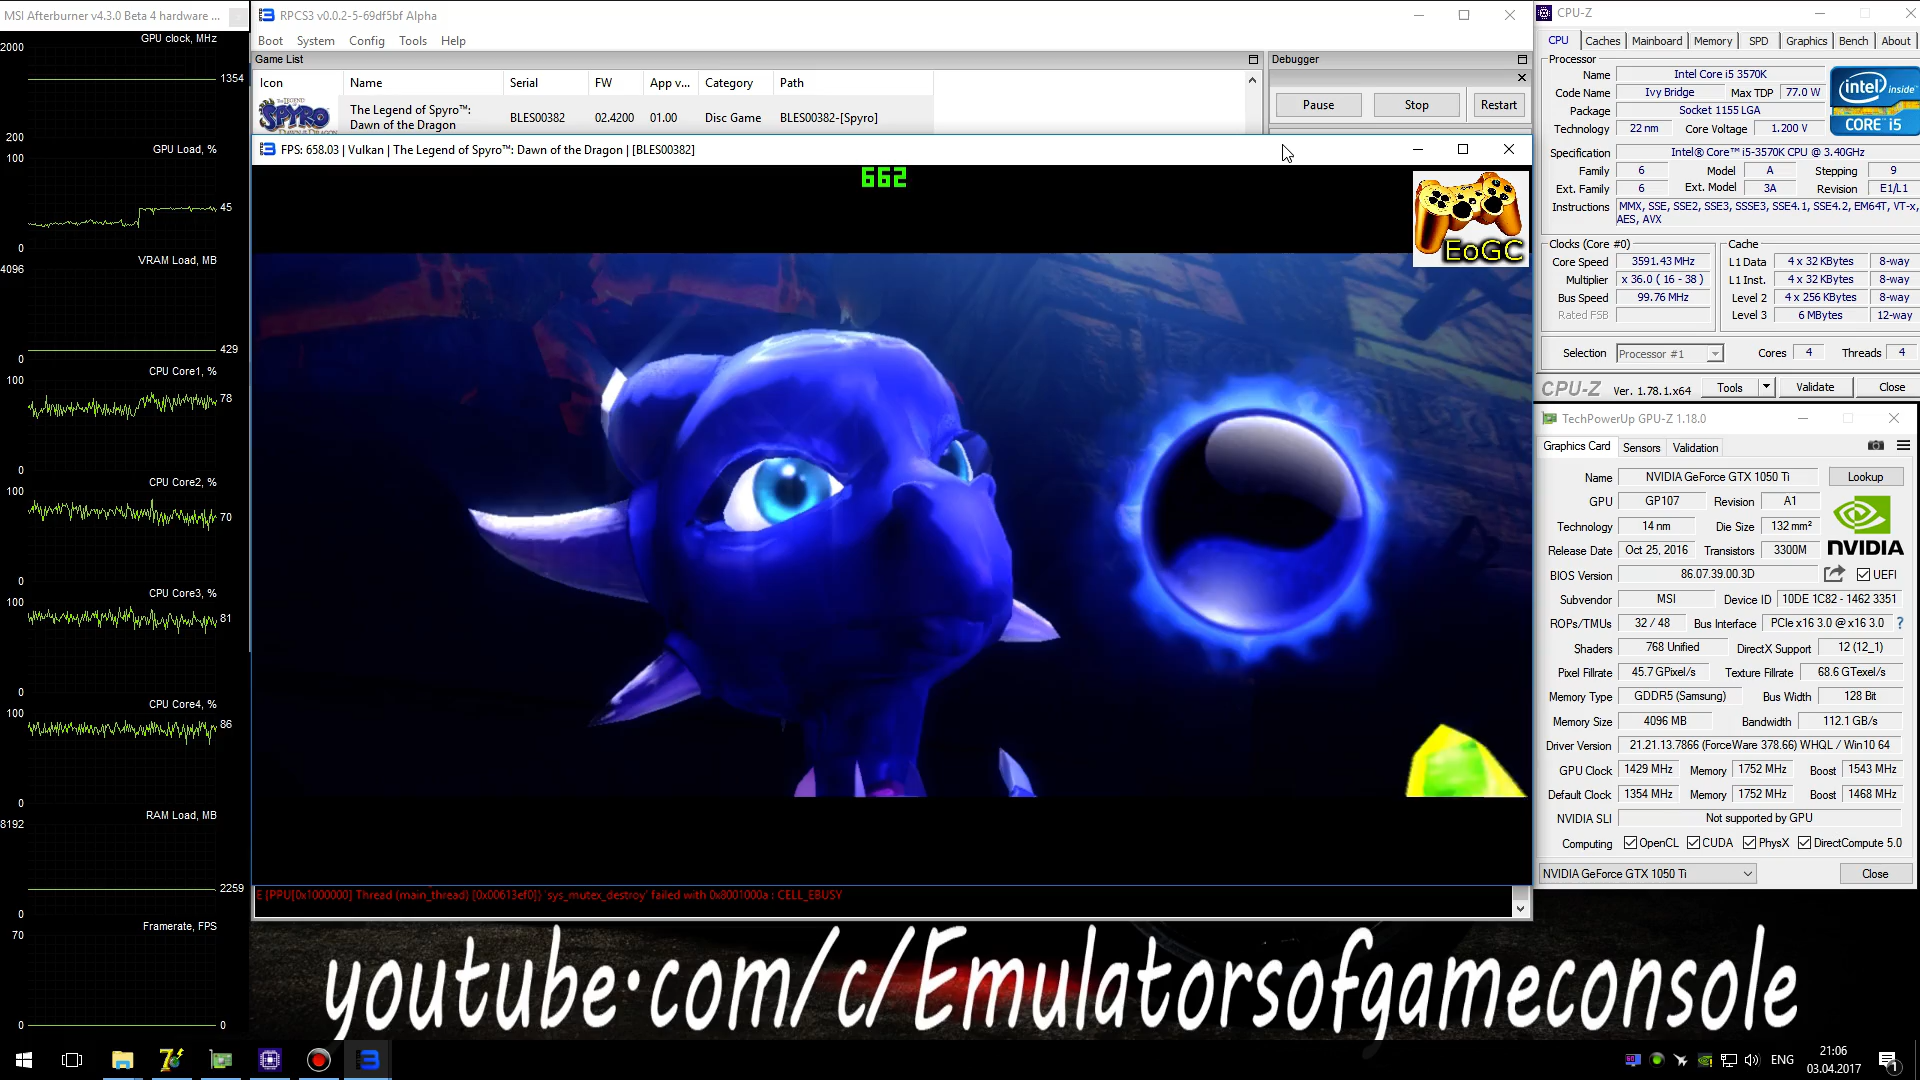 MSI Afterburner v4.3.0 Beta 4 hardware ...
GPU clock, MHz
2000
1354
200
GPU Load, %
100
45
0
VRAM Load, MB
4096
429
0
CPU Core1, %
100
78
0
CPU Core2, %
100
70
0
CPU Core3, %
100
81
0
CPU Core4, %
100
86
0
RAM Load, MB
8192
2259
0
Framerate, FPS
70
0
0
RPCS3 v0.0.2-5-69df5bf Alpha
Boot System Config Tools Help
Game List
Icon Name Serial FW App v... Category Path
The Legend of Spyro™: Dawn of the Dragon BLES00382 02.4200 01.00 Disc Game BLES00382-[Spyro]
SPYRO
Debugger
Pause Stop Restart
FPS: 658.03 | Vulkan | The Legend of Spyro™: Dawn of the Dragon | [BLES00382]
662
EoGC
E {PPU[0x1000000] Thread (main_thread) [0x00613ef0]} 'sys_mutex_destroy' failed with 0x8001000a : CELL_EBUSY
youtube.com/c/Emulatorsofgameconsole
CPU-Z
CPU Caches Mainboard Memory SPD Graphics Bench About
Processor
Name Intel Core i5 3570K
Code Name Ivy Bridge Max TDP 77.0 W
Package Socket 1155 LGA
Technology 22 nm Core Voltage 1.200 V
intel inside™
CORE i5
Specification Intel® Core™ i5-3570K CPU @ 3.40GHz
Family 6 Model A Stepping 9
Ext. Family 6 Ext. Model 3A Revision E1/L1
Instructions MMX, SSE, SSE2, SSE3, SSSE3, SSE4.1, SSE4.2, EM64T, VT-x,
AES, AVX
Clocks (Core #0)
Core Speed 3591.43 MHz
Multiplier x 36.0 ( 16 - 38 )
Bus Speed 99.76 MHz
Rated FSB
Cache
L1 Data 4 x 32 KBytes 8-way
L1 Inst. 4 x 32 KBytes 8-way
Level 2 4 x 256 KBytes 8-way
Level 3 6 MBytes 12-way
Selection Processor #1 Cores 4 Threads 4
CPU-Z Ver. 1.78.1.x64 Tools Validate Close
TechPowerUp GPU-Z 1.18.0
Graphics Card Sensors Validation
Name NVIDIA GeForce GTX 1050 Ti Lookup
GPU GP107 Revision A1
Technology 14 nm Die Size 132 mm²
Release Date Oct 25, 2016 Transistors 3300M
NVIDIA
BIOS Version 86.07.39.00.3D UEFI
Subvendor MSI Device ID 10DE 1C82 - 1462 3351
ROPs/TMUs 32 / 48 Bus Interface PCIe x16 3.0 @ x16 3.0 ?
Shaders 768 Unified DirectX Support 12 (12_1)
Pixel Fillrate 45.7 GPixel/s Texture Fillrate 68.6 GTexel/s
Memory Type GDDR5 (Samsung) Bus Width 128 Bit
Memory Size 4096 MB Bandwidth 112.1 GB/s
Driver Version 21.21.13.7866 (ForceWare 378.66) WHQL / Win10 64
GPU Clock 1429 MHz Memory 1752 MHz Boost 1543 MHz
Default Clock 1354 MHz Memory 1752 MHz Boost 1468 MHz
NVIDIA SLI Not supported by GPU
Computing OpenCL CUDA PhysX DirectCompute 5.0
NVIDIA GeForce GTX 1050 Ti Close
ENG
21:06
03.04.2017
1